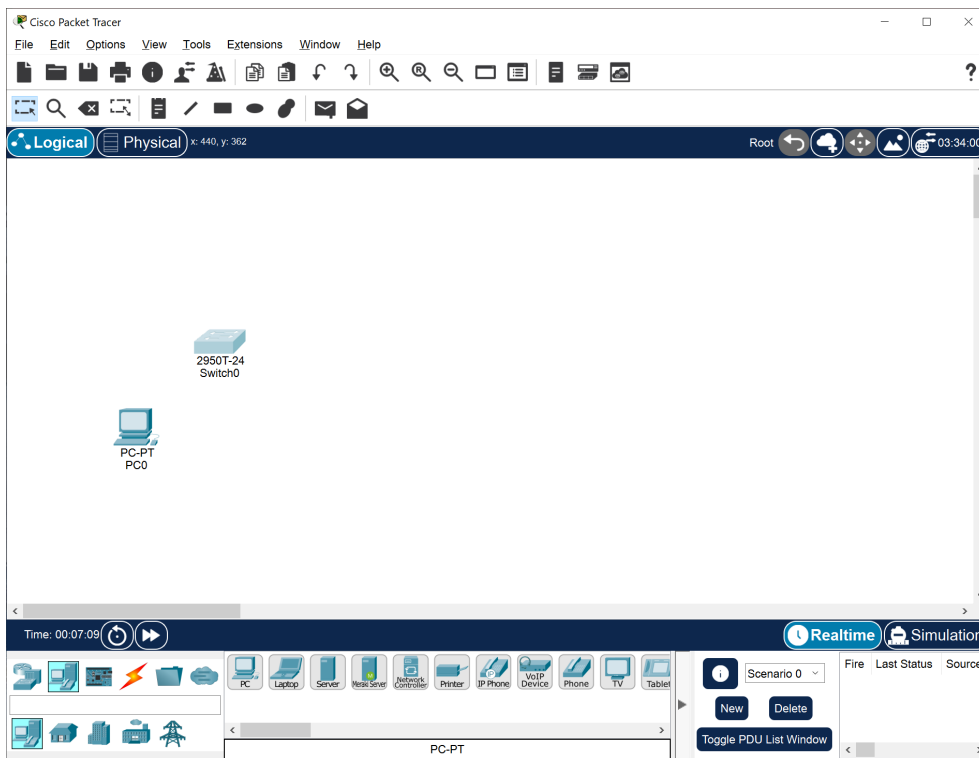 Cisco Packet Tracer
File Edit Options View Tools Extensions Window Help
?
Logical Physical x: 440, y: 362 Root 03:34:00
2950T-24
Switch0
PC-PT
PC0
Time: 00:07:09 Realtime Simulation
PC Laptop Server Meraki Server Network Controller Printer IP Phone VoIP Device Phone TV Tablet
Scenario 0
Fire Last Status Source
New Delete
Toggle PDU List Window
PC-PT